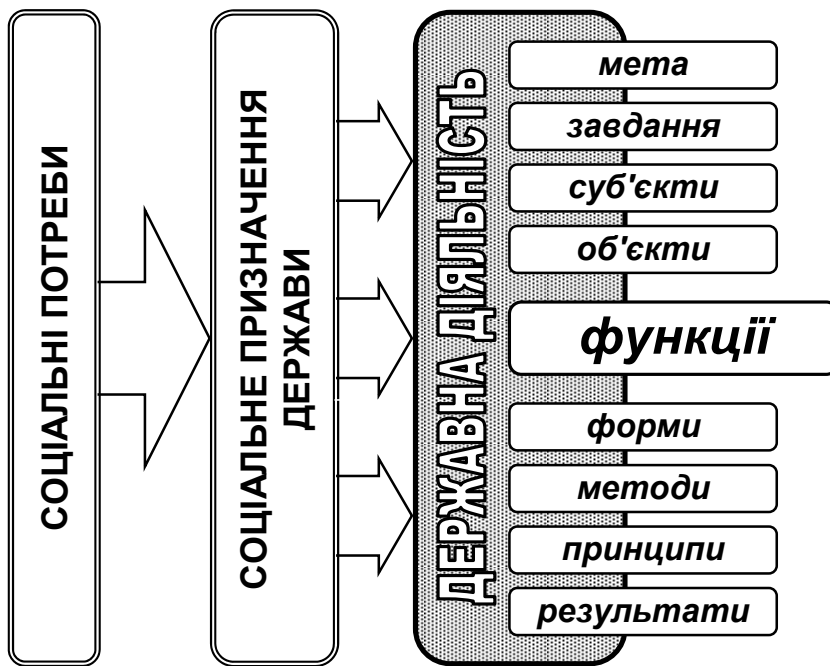 СОЦІАЛЬНІ ПОТРЕБИ
СОЦІАЛЬНЕ ПРИЗНАЧЕННЯ
ДЕРЖАВИ
ДЕРЖАВНА ДІЯЛЬНІСТЬ
мета
завдання
суб'єкти
об'єкти
функції
форми
методи
принципи
результати